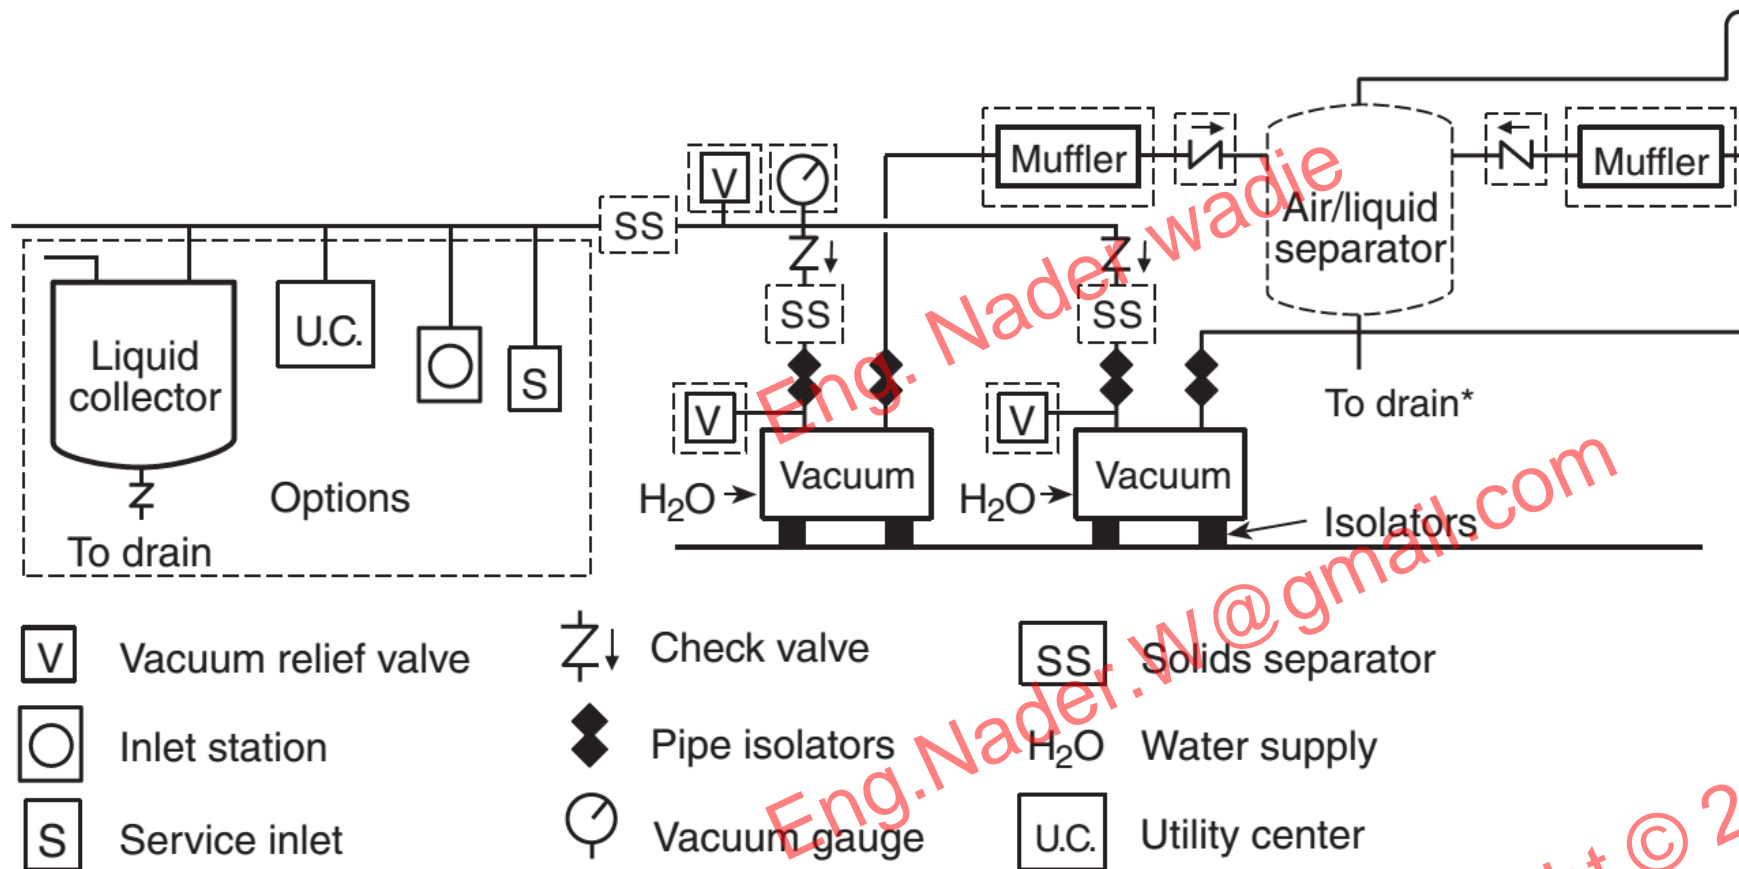 Muffler
Muffler
V
SS
Air/liquid
separator
SS
SS
U.C.
Liquid
collector
S
V
V
To drain*
Vacuum
Vacuum
H₂O
H₂O
Options
Isolators
To drain
V Vacuum relief valve
Check valve
SS Solids separator
Inlet station
Pipe isolators
H₂O Water supply
S Service inlet
Vacuum gauge
U.C. Utility center
Eng. Nader wadie
Eng.Nader.W@gmail.com
© 2